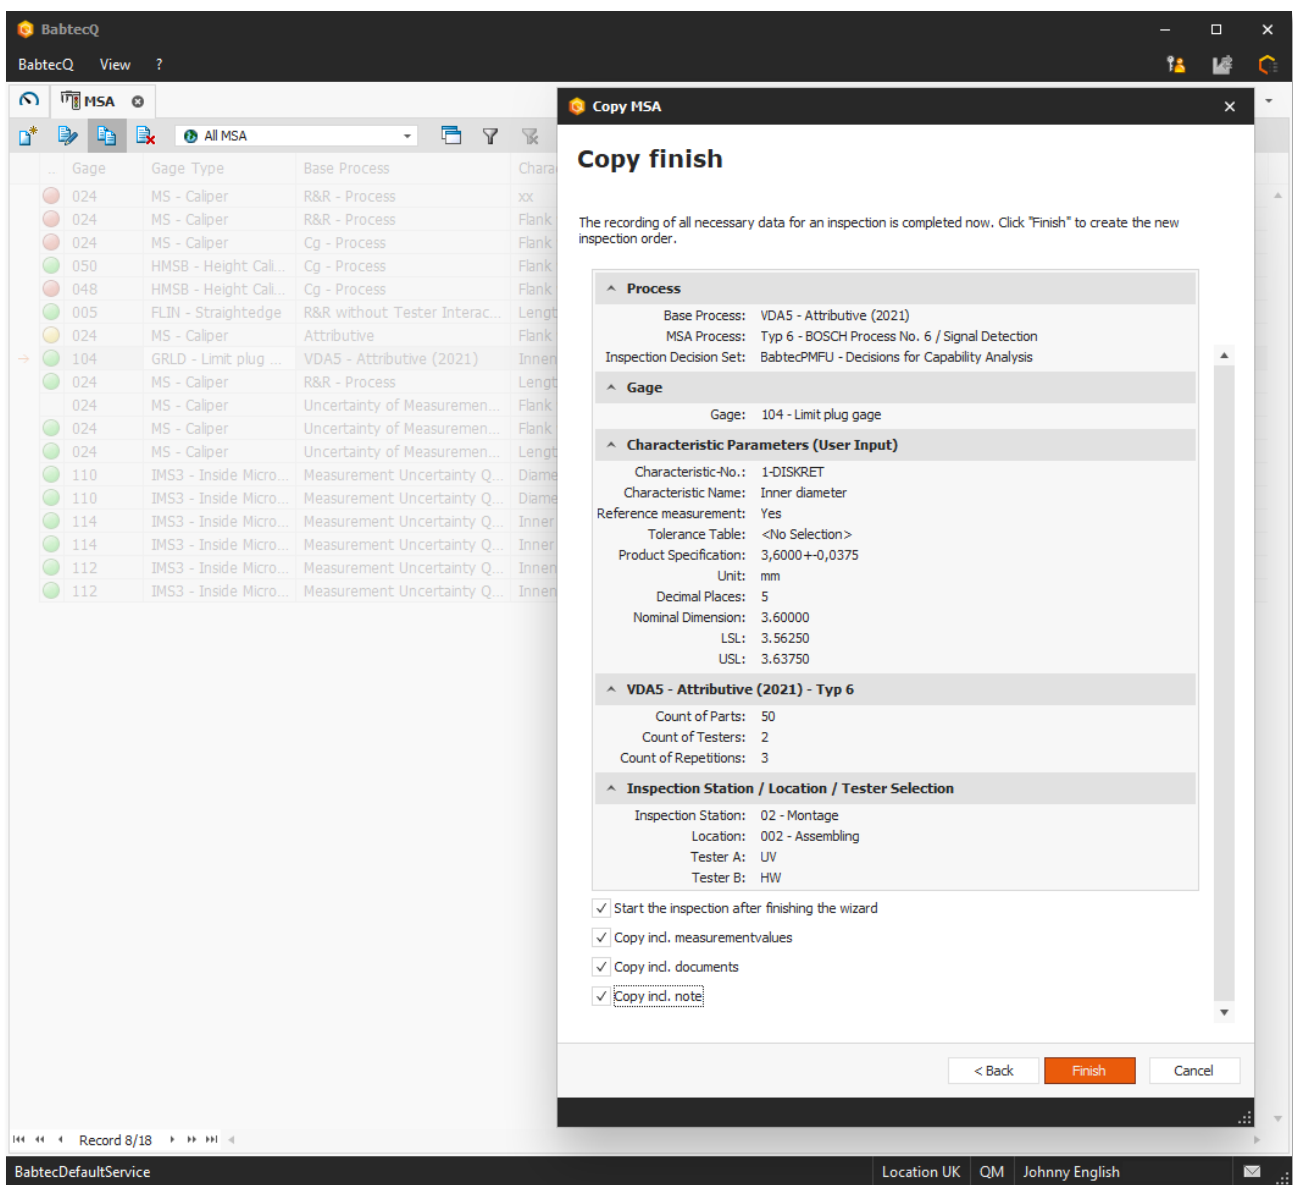 BabtecQ
BabtecQ View ?
MSA
All MSA
.. Gage Gage Type Base Process Chara
024 MS - Caliper R&R - Process xx
024 MS - Caliper R&R - Process Flank
024 MS - Caliper Cg - Process Flank
050 HMSB - Height Cali... Cg - Process Flank
048 HMSB - Height Cali... Cg - Process Flank
005 FLIN - Straightedge R&R without Tester Interac... Lengt
024 MS - Caliper Attributive Flank
104 GRLD - Limit plug ... VDA5 - Attributive (2021) Innen
024 MS - Caliper R&R - Process Lengt
024 MS - Caliper Uncertainty of Measuremen... Flank
024 MS - Caliper Uncertainty of Measuremen... Flank
024 MS - Caliper Uncertainty of Measuremen... Lengt
110 IMS3 - Inside Micro... Measurement Uncertainty Q... Diame
110 IMS3 - Inside Micro... Measurement Uncertainty Q... Diame
114 IMS3 - Inside Micro... Measurement Uncertainty Q... Inner
114 IMS3 - Inside Micro... Measurement Uncertainty Q... Inner
112 IMS3 - Inside Micro... Measurement Uncertainty Q... Innen
112 IMS3 - Inside Micro... Measurement Uncertainty Q... Innen
Record 8/18
Copy MSA
Copy finish
The recording of all necessary data for an inspection is completed now. Click "Finish" to create the new
inspection order.
Process
Base Process: VDA5 - Attributive (2021)
MSA Process: Typ 6 - BOSCH Process No. 6 / Signal Detection
Inspection Decision Set: BabtecPMFU - Decisions for Capability Analysis
Gage
Gage: 104 - Limit plug gage
Characteristic Parameters (User Input)
Characteristic-No.: 1-DISKRET
Characteristic Name: Inner diameter
Reference measurement: Yes
Tolerance Table: <No Selection>
Product Specification: 3,6000+-0,0375
Unit: mm
Decimal Places: 5
Nominal Dimension: 3.60000
LSL: 3.56250
USL: 3.63750
VDA5 - Attributive (2021) - Typ 6
Count of Parts: 50
Count of Testers: 2
Count of Repetitions: 3
Inspection Station / Location / Tester Selection
Inspection Station: 02 - Montage
Location: 002 - Assembling
Tester A: UV
Tester B: HW
Start the inspection after finishing the wizard
Copy incl. measurementvalues
Copy incl. documents
Copy incl. note
< Back Finish Cancel
BabtecDefaultService Location UK QM Johnny English